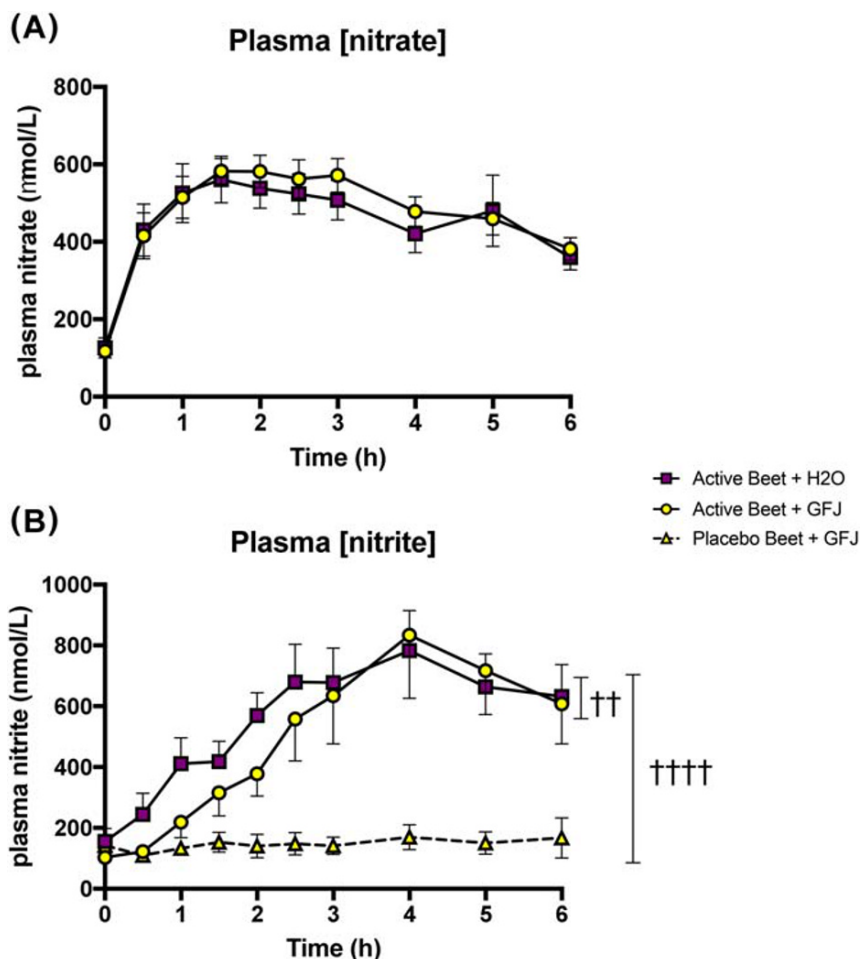 (A)
Plasma [nitrate]
plasma nitrate (mmol/L)
800
600
400
200
0
0 1 2 3 4 5 6
Time (h)
Active Beet + H2O
Active Beet + GFJ
Placebo Beet + GFJ
(B)
Plasma [nitrite]
plasma nitrite (nmol/L)
1000
800
600
400
200
0
0 1 2 3 4 5 6
Time (h)
††
††††